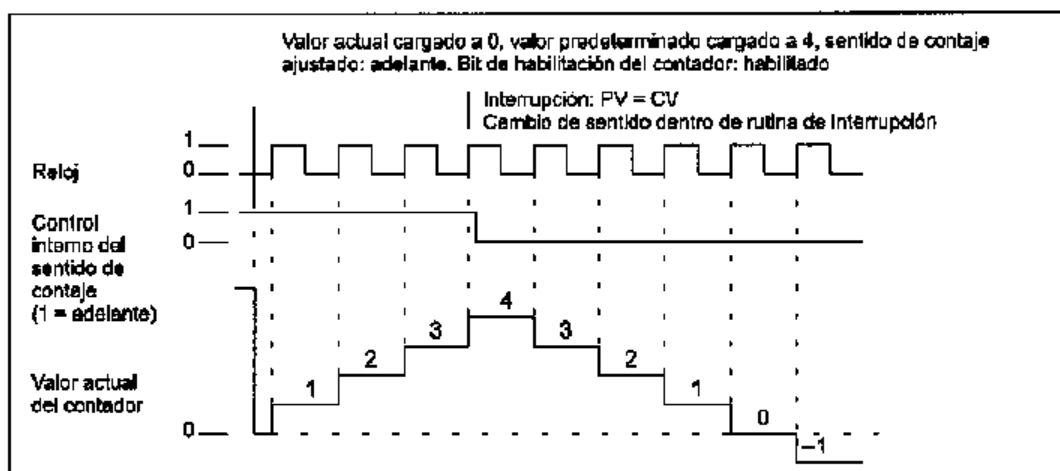 Valor actual cargado a 0, valor predeterminado cargado a 4, sentido de contaje
ajustado: adelante. Bit de habilitación del contador: habilitado
Interrupción: PV = CV
Cambio de sentido dentro de rutina de Interrupción
1
Reloj
0
1
Control
interno del
sentido de
contaje
(1 = adelante)
0
4
3
3
2
2
1
1
Valor actual
del contador
0
0
–1